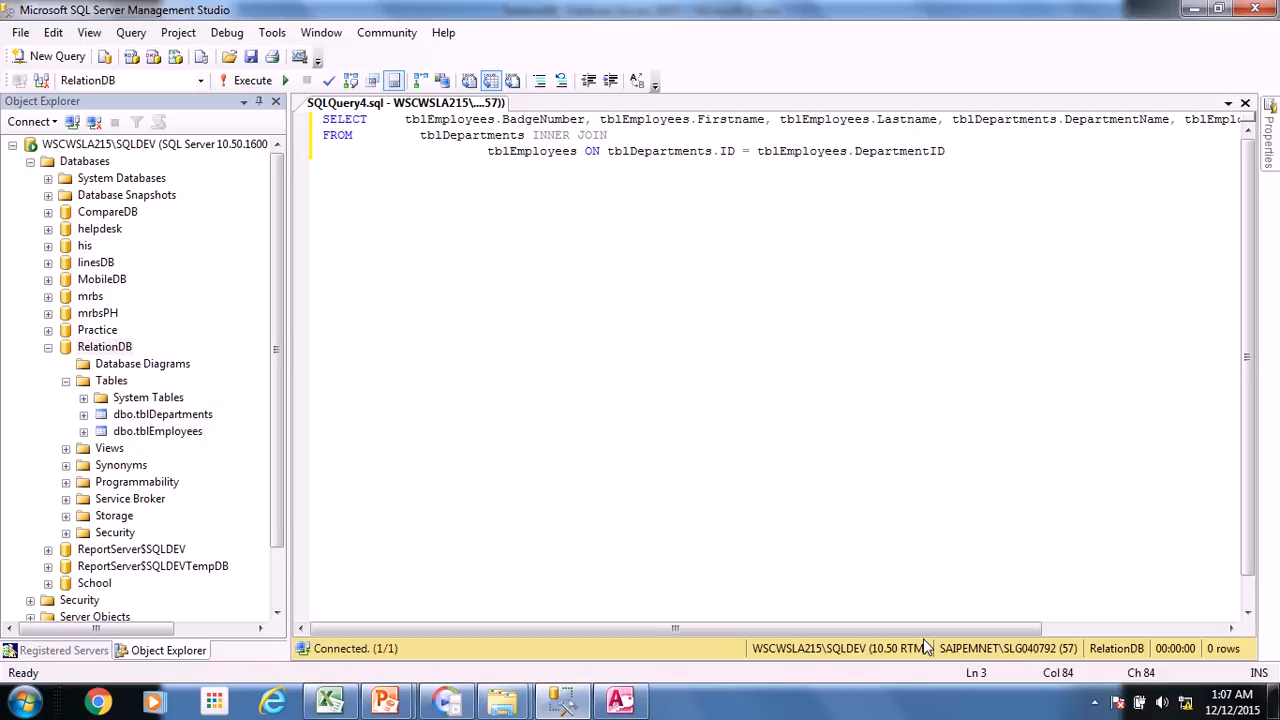 Microsoft SQL Server Management Studio
File Edit View Query Project Debug Tools Window Community Help
New Query
RelationDB Execute
Object Explorer
SQLQuery4.sql - WSCWSLA215\....57))
Connect
WSCWSLA215\SQLDEV (SQL Server 10.50.1600
Databases
System Databases
Database Snapshots
CompareDB
helpdesk
his
linesDB
MobileDB
mrbs
mrbsPH
Practice
RelationDB
Database Diagrams
Tables
System Tables
dbo.tblDepartments
dbo.tblEmployees
Views
Synonyms
Programmability
Service Broker
Storage
Security
ReportServer$SQLDEV
ReportServer$SQLDEVTempDB
School
Security
Server Objects
Registered Servers Object Explorer
SELECT tblEmployees.BadgeNumber, tblEmployees.Firstname, tblEmployees.Lastname, tblDepartments.DepartmentName, tblEmplo
FROM tblDepartments INNER JOIN
tblEmployees ON tblDepartments.ID = tblEmployees.DepartmentID
Properties
Connected. (1/1) WSCWSLA215\SQLDEV (10.50 RTM) SAIPEMNET\SLG040792 (57) RelationDB 00:00:00 0 rows
Ready Ln 3 Col 84 Ch 84 INS
1:07 AM
12/12/2015